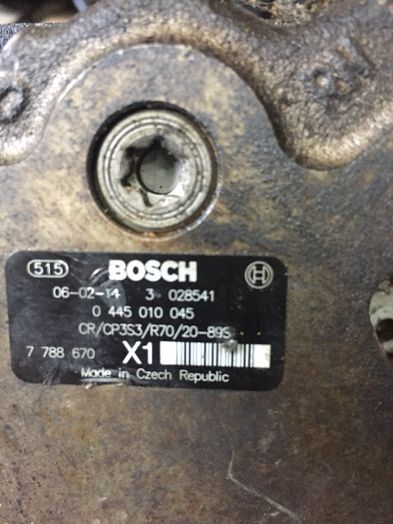 515 BOSCH
06-02-14 3 028541
0 445 010 045
CR/CP3S3/R70/20-89S
7 788 670 X1
Made in Czech Republic